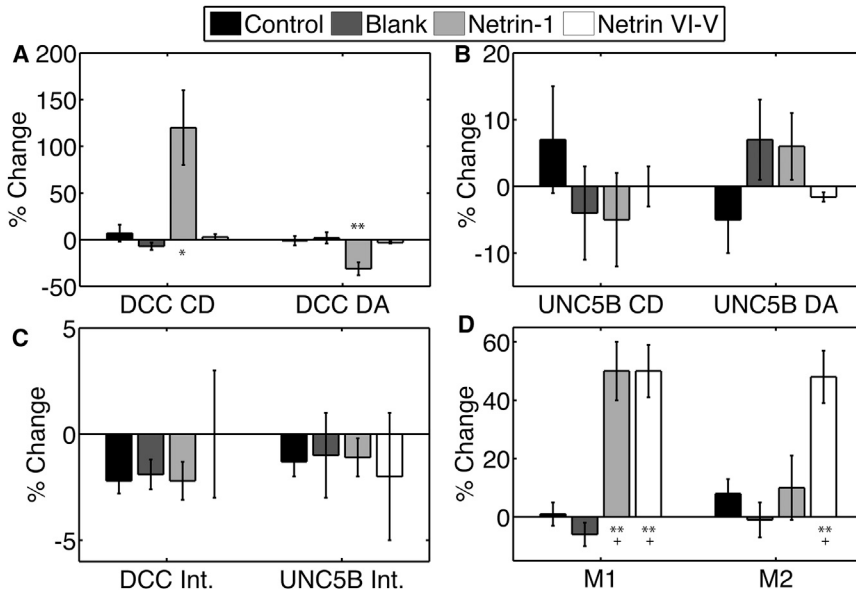 Control Blank Netrin-1 Netrin VI-V
A
200
150
100
50
0
-50
% Change
*
**
DCC CD DCC DA
B
20
10
0
-10
% Change
UNC5B CD UNC5B DA
C
5
0
-5
% Change
DCC Int. UNC5B Int.
D
60
40
20
0
% Change
** ** **
+ + +
M1 M2